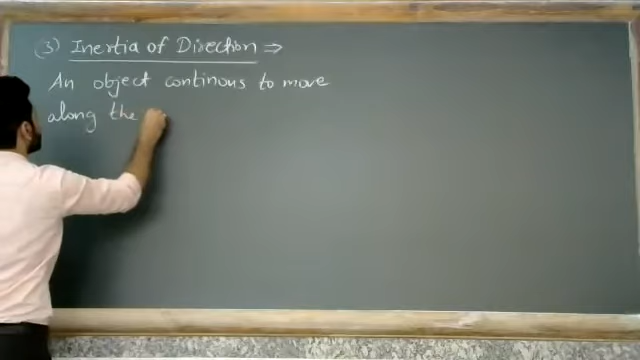 (3) Inertia of Direction ⇒
An object continous to move
along the